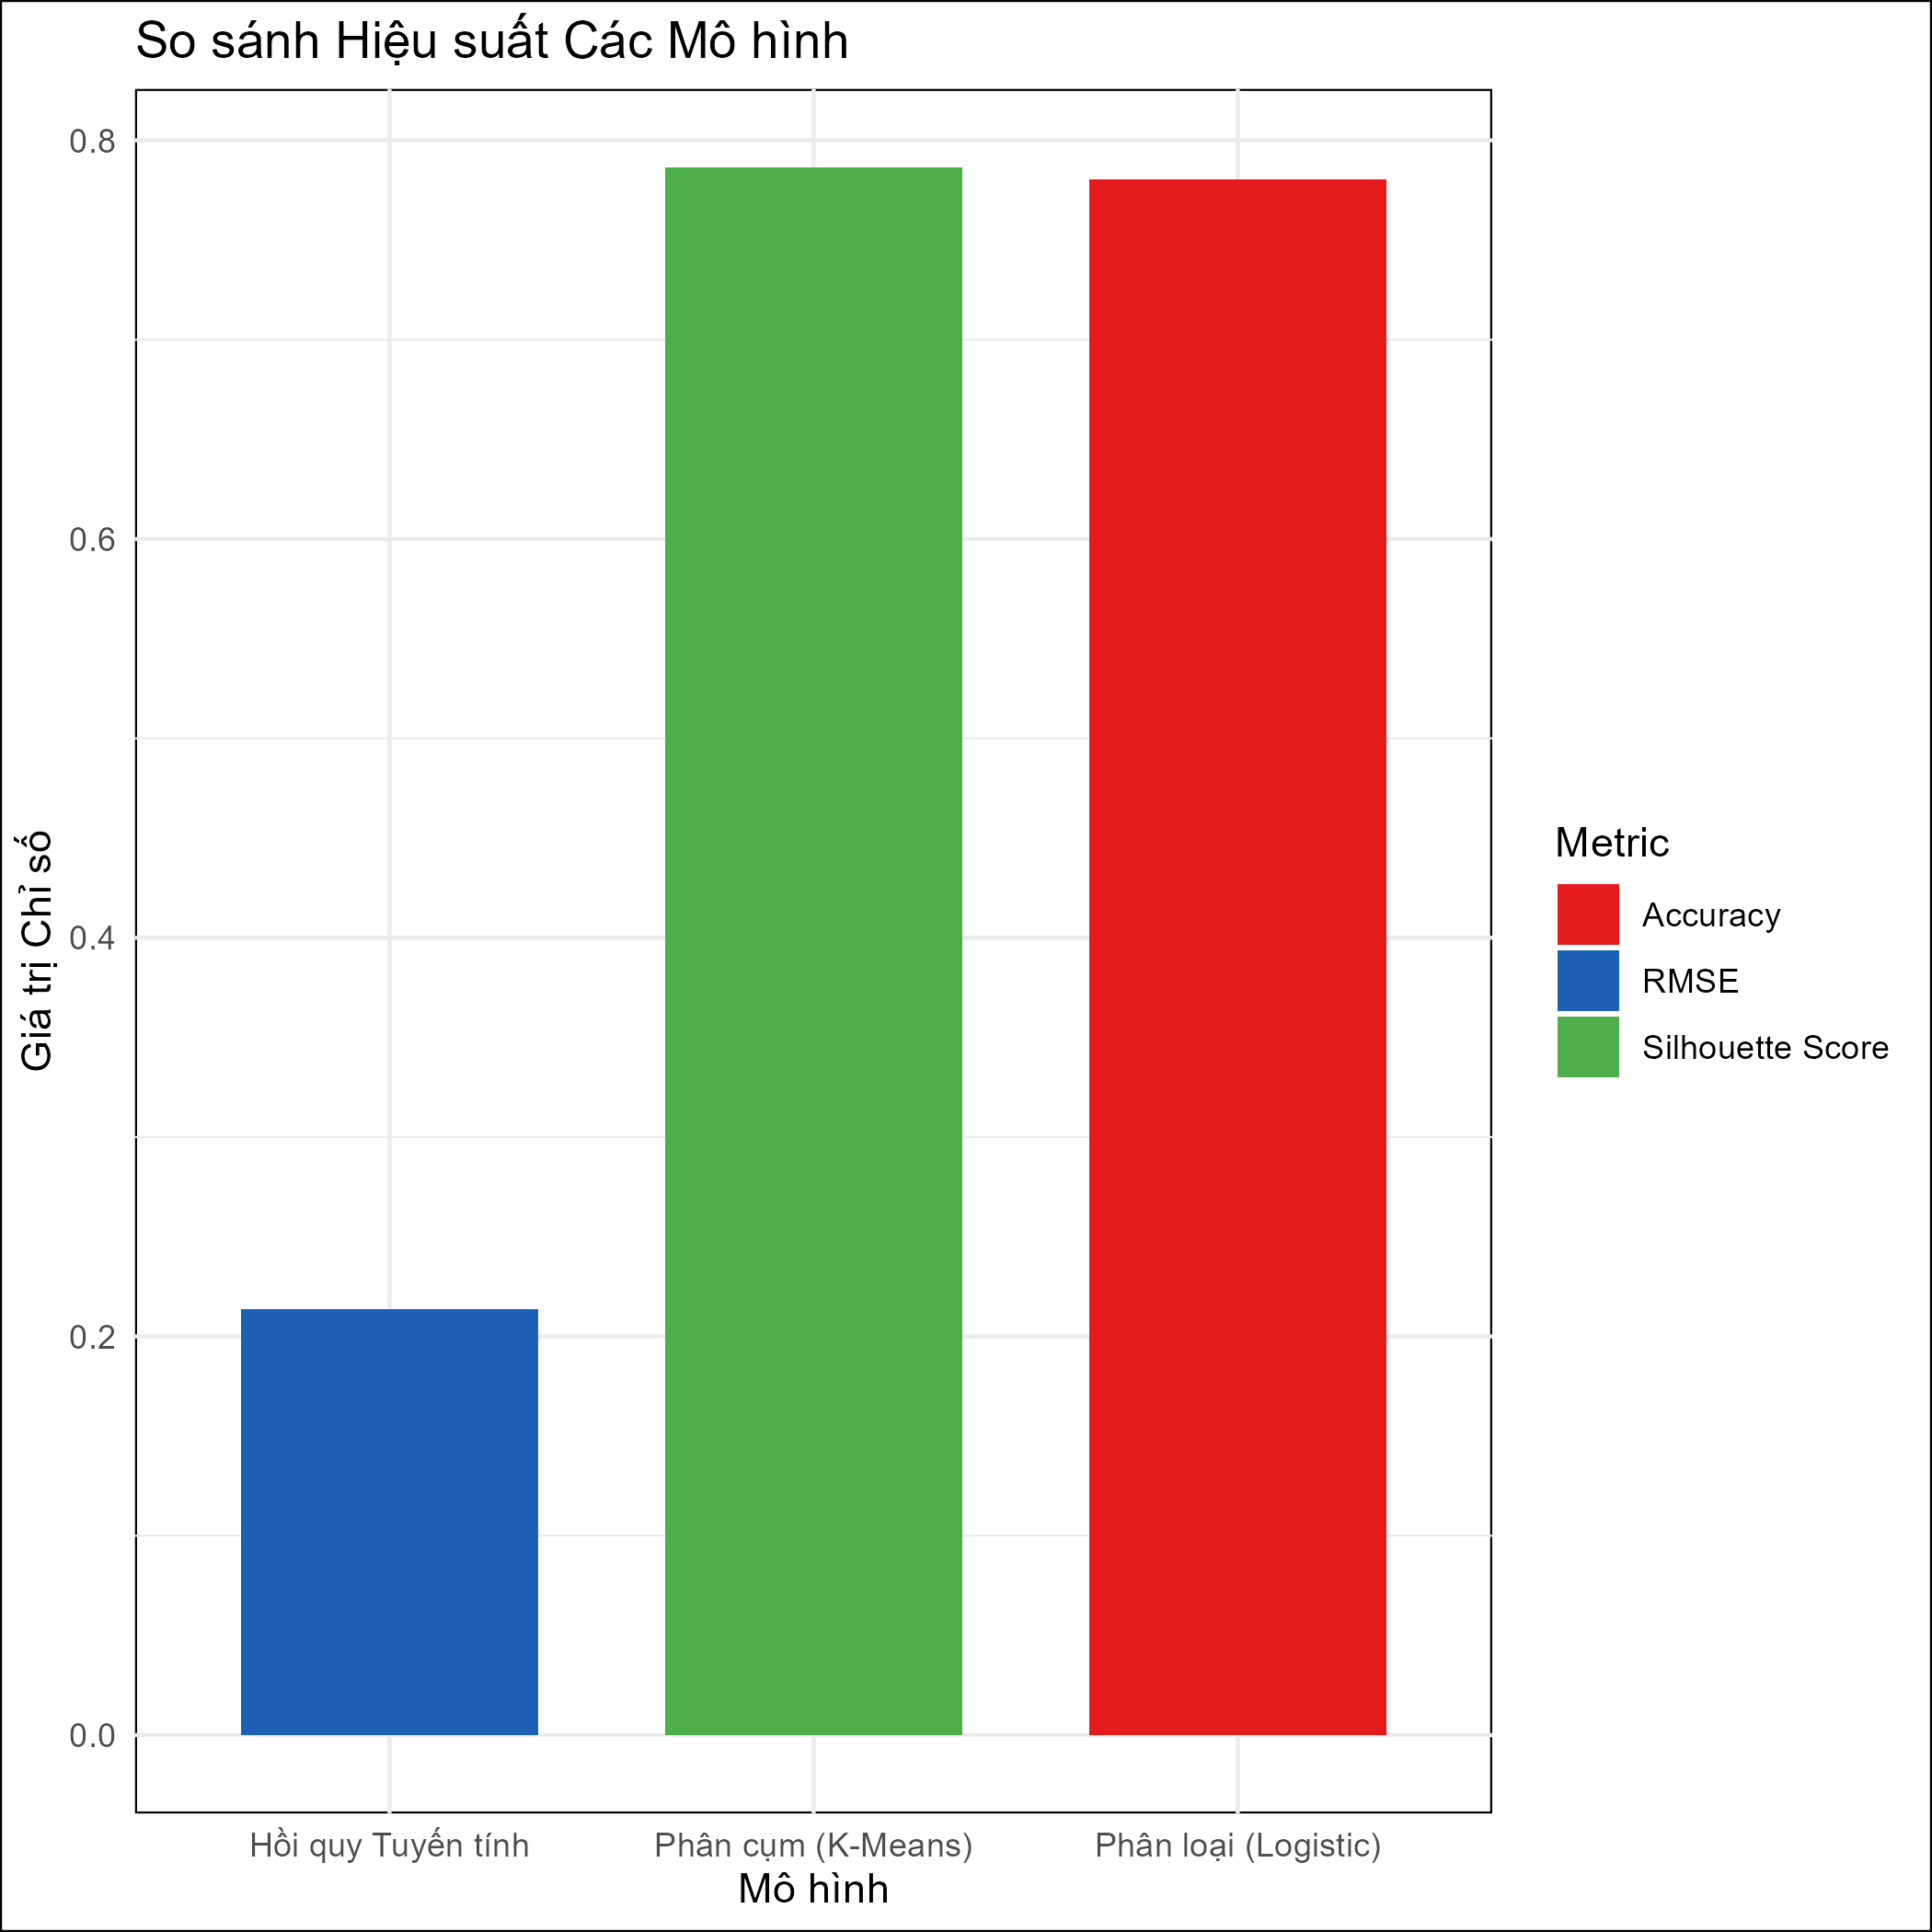 So sánh Hiệu suất Các Mô hình
Giá trị Chỉ số
0.8
0.6
0.4
0.2
0.0
Hồi quy Tuyến tính
Phân cụm (K-Means)
Phân loại (Logistic)
Mô hình
Metric
Accuracy
RMSE
Silhouette Score